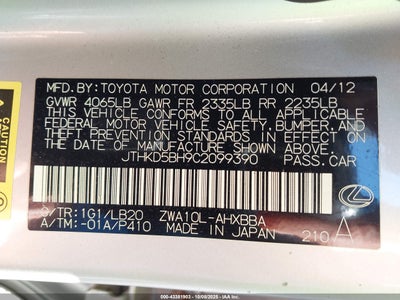 MFD.BY:TOYOTA MOTOR CORPORATION 04/12
GVWR 4065LB GAWR FR 2335LB RR 2235LB
THIS VEHICLE CONFORMS TO ALL APPLICABLE
FEDERAL MOTOR VEHICLE SAFETY,BUMPER,AND
THEFT PREVENTION STANDARDS IN EFFECT ON
THE DATE OF MANUFACTURE SHOWN ABOVE.
JTHKD5BH9C2099390 PASS.CAR
C/TR:1G1/LB20 ZWA10L-AHXBBA
A/TM:-01A/P410 MADE IN JAPAN 210 A
CAUTION
000-43381903 - 10/09/2025 - IAA Inc.